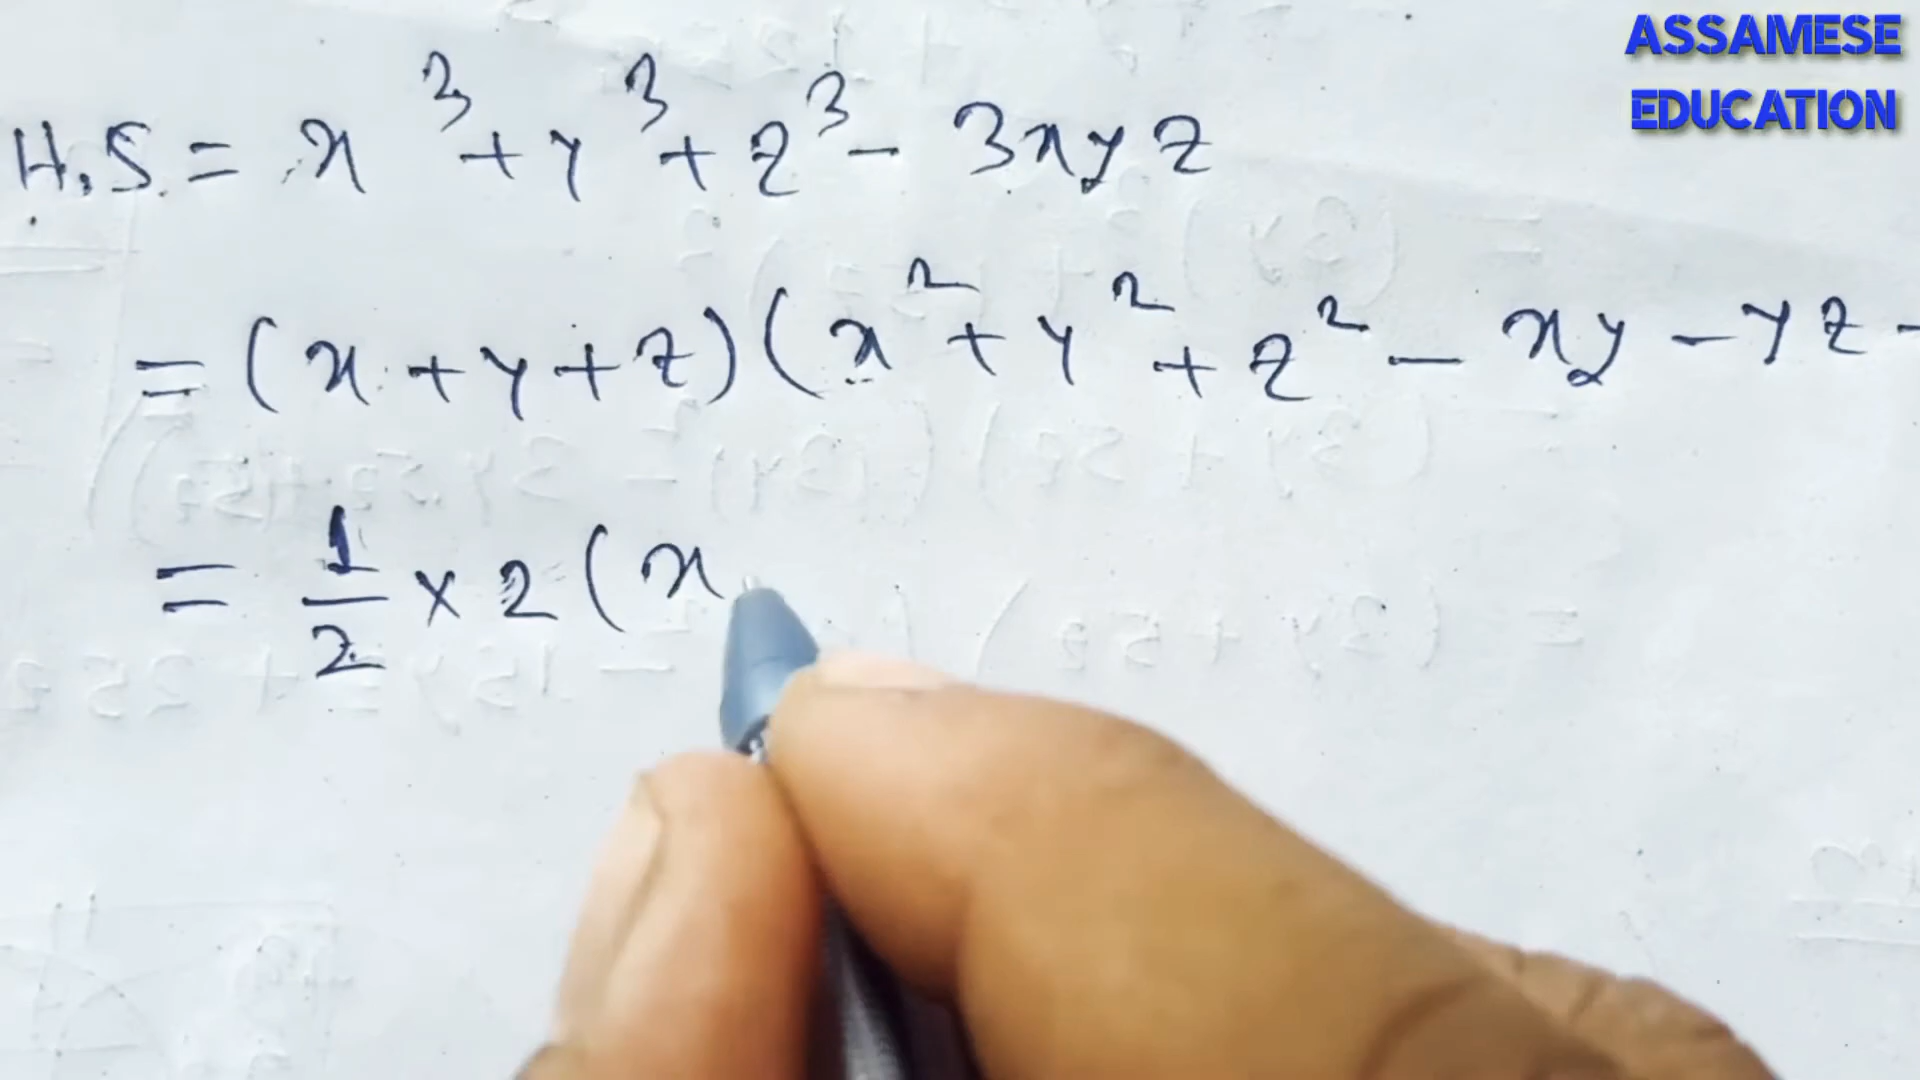 ASSAMESE
EDUCATION
H.S = x³ + y³ + z³ - 3xyz
= (x + y + z) (x² + y² + z² - xy - yz -
= 1/2 × 2 (x